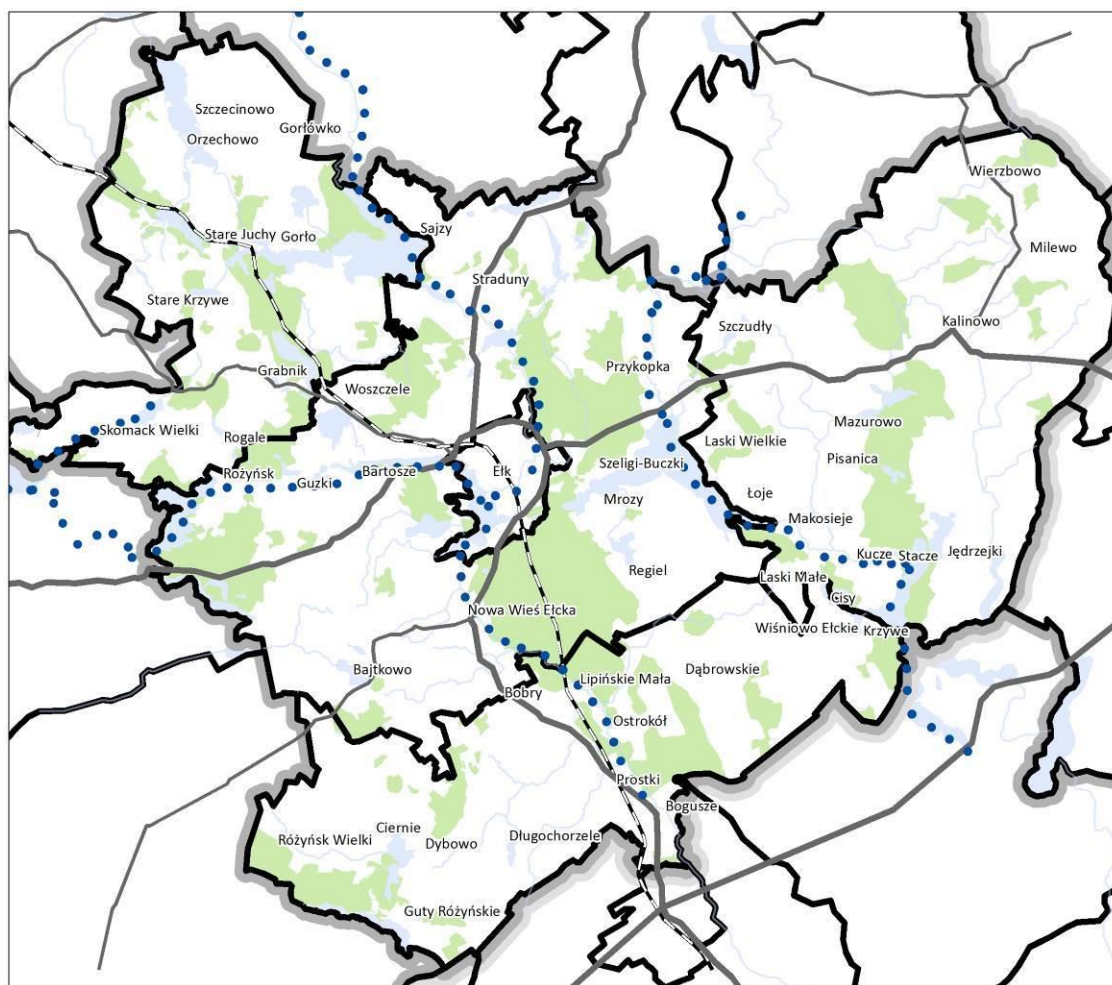 Szczecinowo
Gorłówko
Orzechowo
Wierzbowo
Sajzy
Stare Juchy
Gorło
Milewo
Straduny
Stare Krzywe
Kalinowo
Szczudły
Przykopka
Grabnik
Woszczele
Mazurowo
Skomack Wielki
Rogale
Laski Wielkie
Pisanica
Szeligi-Buczki
Ełk
Bartosze
Rożyńsk
Guzki
Łoje
Mrozy
Makosieje
Kucze
Stacze
Jędrzejki
Regiel
Laski Małe
Cisy
Nowa Wieś Ełcka
Wiśniowo Ełckie
Krzywe
Bajtkowo
Dąbrowskie
Lipińskie Mała
Bobry
Ostrokół
Prostki
Bogusze
Ciernie
Długochorzele
Różyńsk Wielki
Dybowo
Guty Różyńskie